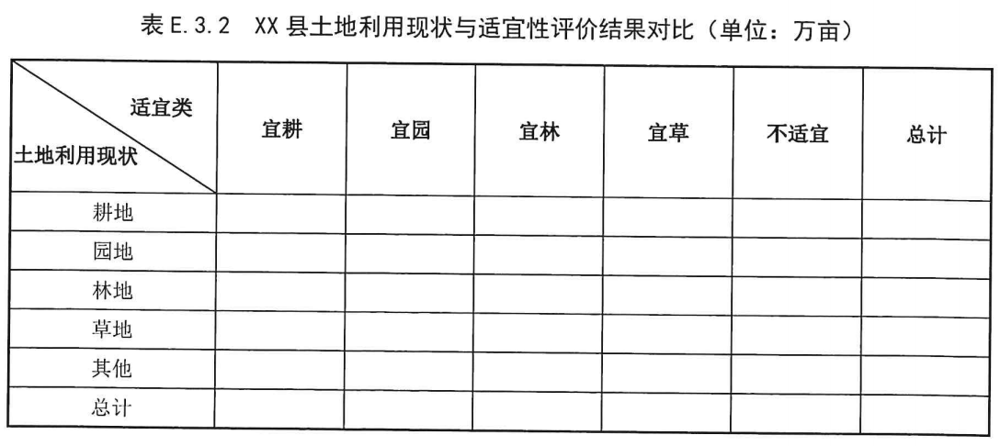 表 E.3.2 XX 县土地利用现状与适宜性评价结果对比（单位：万亩）
适宜类
土地利用现状
宜耕 宜园 宜林 宜草 不适宜 总计
耕地
园地
林地
草地
其他
总计